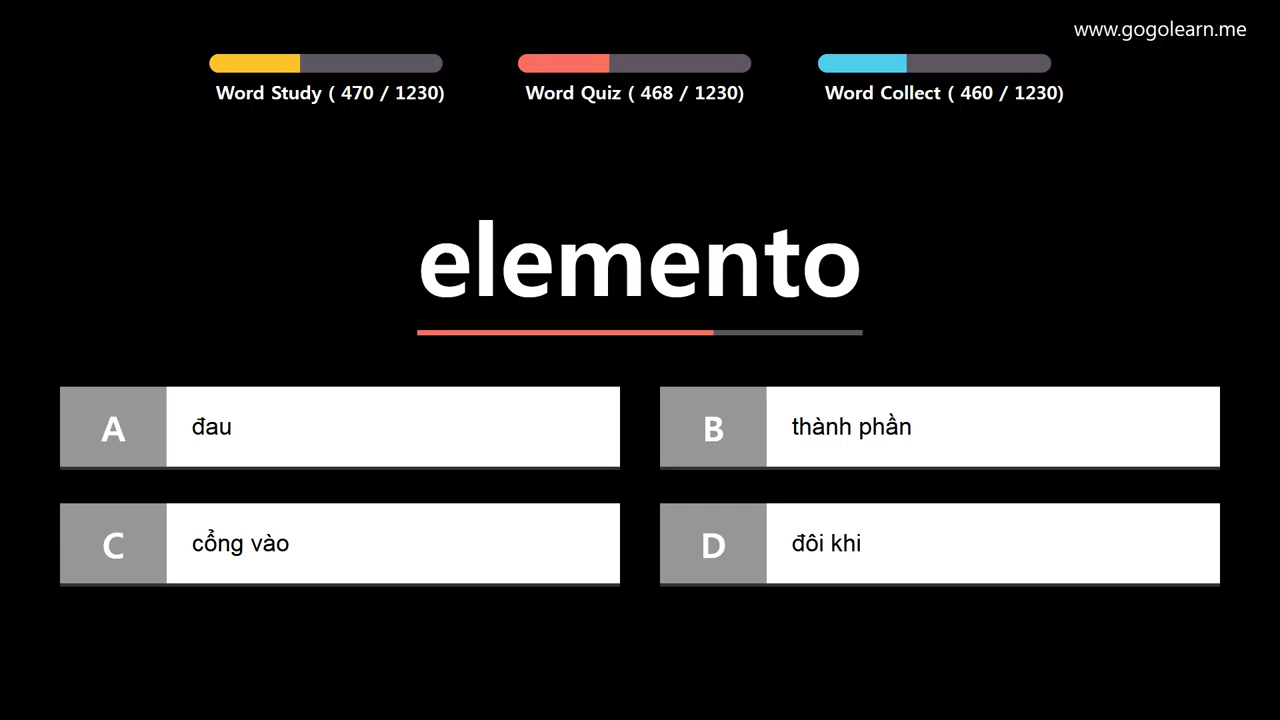 www.gogolearn.me
Word Study ( 470 / 1230)
Word Quiz ( 468 / 1230)
Word Collect ( 460 / 1230)
elemento
A đau
B thành phần
C cổng vào
D đôi khi